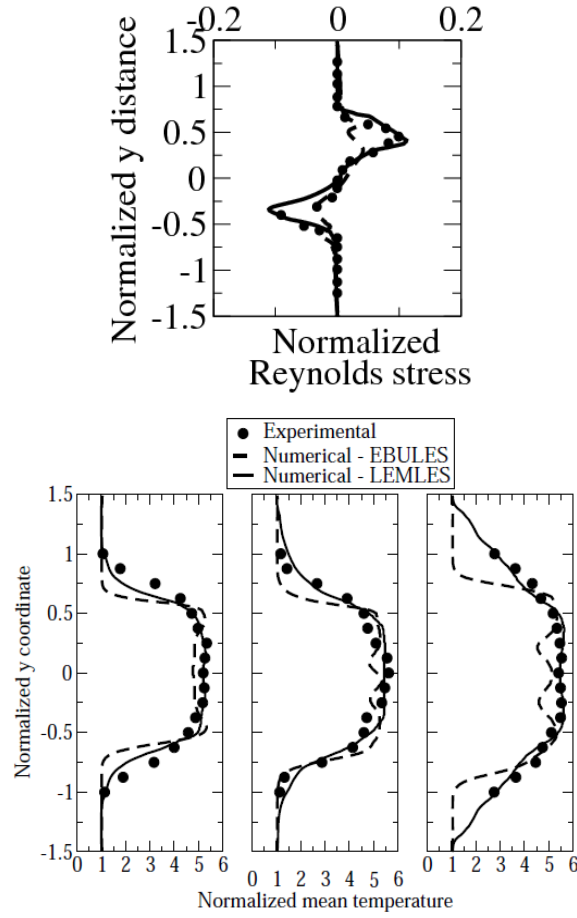 -0.2 0 0.2
1.5
1
0.5
0
-0.5
-1
-1.5
Normalized y distance
Normalized
Reynolds stress
Experimental
Numerical - EBULES
Numerical - LEMLES
1.5
1
0.5
0
-0.5
-1
-1.5
Normalized y coordinate
0 1 2 3 4 5 6 0 1 2 3 4 5 6 0 1 2 3 4 5 6
Normalized mean temperature